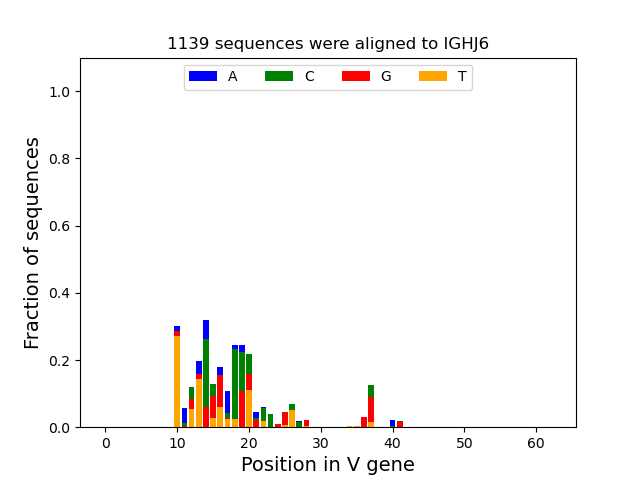 1139 sequences were aligned to IGHJ6
A C G T
1.0
0.8
0.6
0.4
0.2
0.0
Fraction of sequences
0 10 20 30 40 50 60
Position in V gene